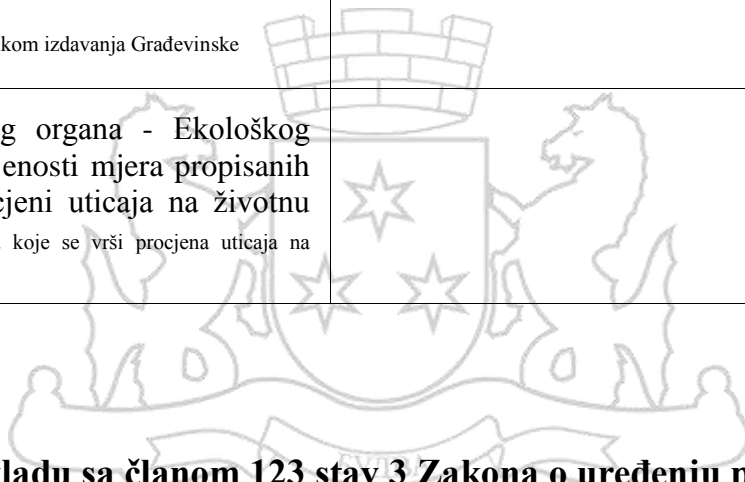 kom izdavanja Građevinske
g organa - Ekološkog
enosti mjera propisanih
cjeni uticaja na životnu
koje se vrši procjena uticaja na
ladu sa članom 123 stav 3 Zakona o uređenju